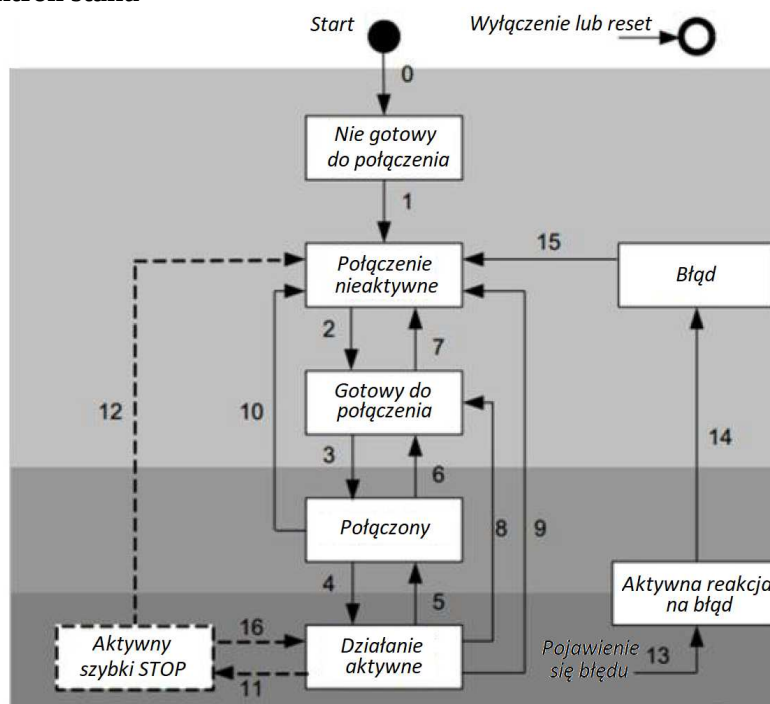 Start
Wyłączenie lub reset
0
Nie gotowy
do połączenia
1
15
Połączenie
nieaktywne
Błąd
2
7
Gotowy do
połączenia
12
10
14
3
6
Połączony
8
9
4
5
Aktywna reakcja
na błąd
Aktywny
szybki STOP
16
11
Działanie
aktywne
Pojawienie
się błędu
13